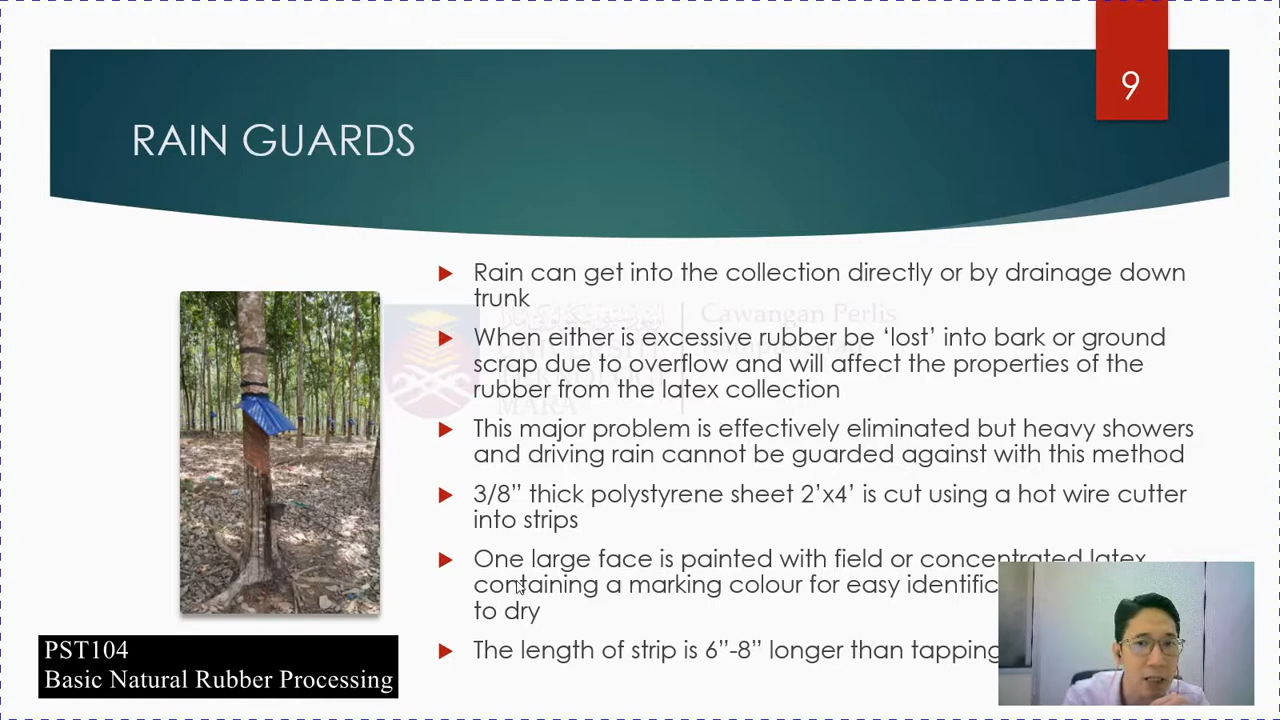 9
RAIN GUARDS
Rain can get into the collection directly or by drainage down
trunk
When either is excessive rubber be ‘lost’ into bark or ground
scrap due to overflow and will affect the properties of the
rubber from the latex collection
This major problem is effectively eliminated but heavy showers
and driving rain cannot be guarded against with this method
3/8” thick polystyrene sheet 2’x4’ is cut using a hot wire cutter
into strips
One large face is painted with field or concentrated latex
containing a marking colour for easy
to dry
The length of strip is 6”-8” longer than tapping
Cawangan Perlis
UNIVERSITI
TEKNOLOGI
MARA
PST104
Basic Natural Rubber Processing